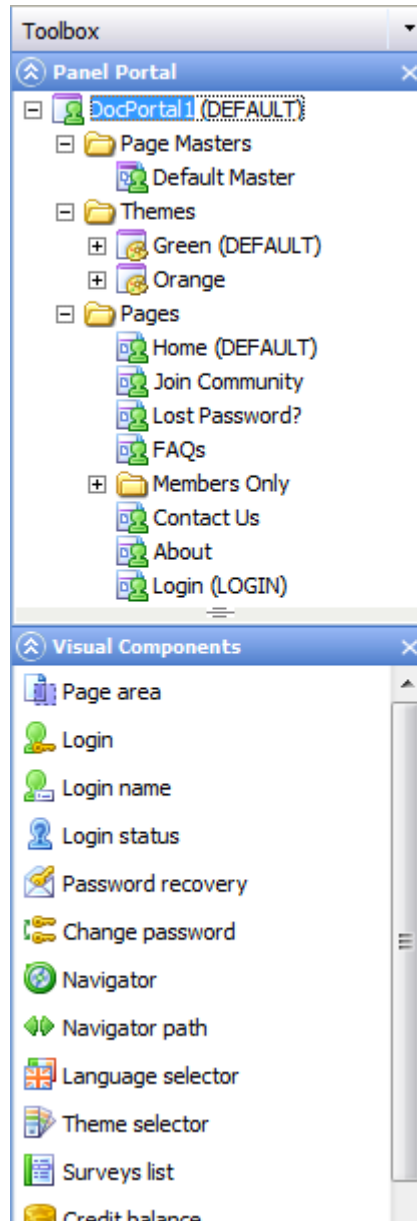 Toolbox
Panel Portal
DocPortal1 (DEFAULT)
Page Masters
Default Master
Themes
Green (DEFAULT)
Orange
Pages
Home (DEFAULT)
Join Community
Lost Password?
FAQs
Members Only
Contact Us
About
Login (LOGIN)
Visual Components
Page area
Login
Login name
Login status
Password recovery
Change password
Navigator
Navigator path
Language selector
Theme selector
Surveys list
Credit balance